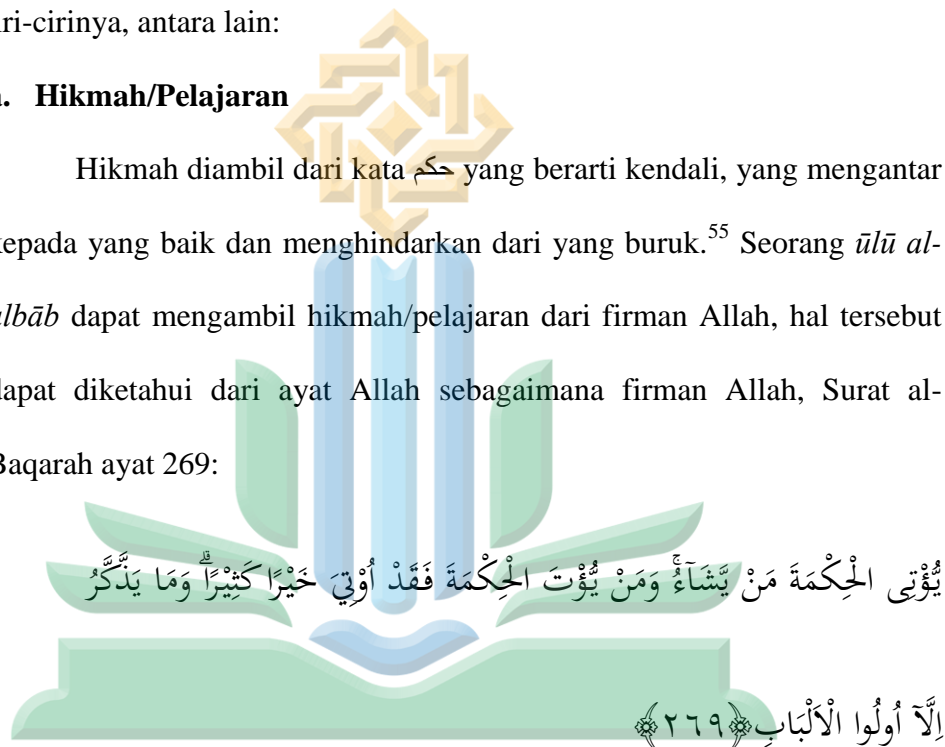 iri-cirinya, antara lain:
a. Hikmah/Pelajaran
Hikmah diambil dari kata حكم yang berarti kendali, yang mengantar
kepada yang baik dan menghindarkan dari yang buruk.55 Seorang ūlū al-
albāb dapat mengambil hikmah/pelajaran dari firman Allah, hal tersebut
dapat diketahui dari ayat Allah sebagaimana firman Allah, Surat al-
Baqarah ayat 269:
يُّؤْتِى الْحِكْمَةَ مَنْ يَّشَاۤءُۚ وَمَنْ يُّؤْتَ الْحِكْمَةَ فَقَدْ اُوْتِيَ خَيْرًا كَثِيْرًاۗ وَمَا يَذَّكَّرُ
اِلَّآ اُولُوا الْاَلْبَابِ﴿٢٦٩﴾